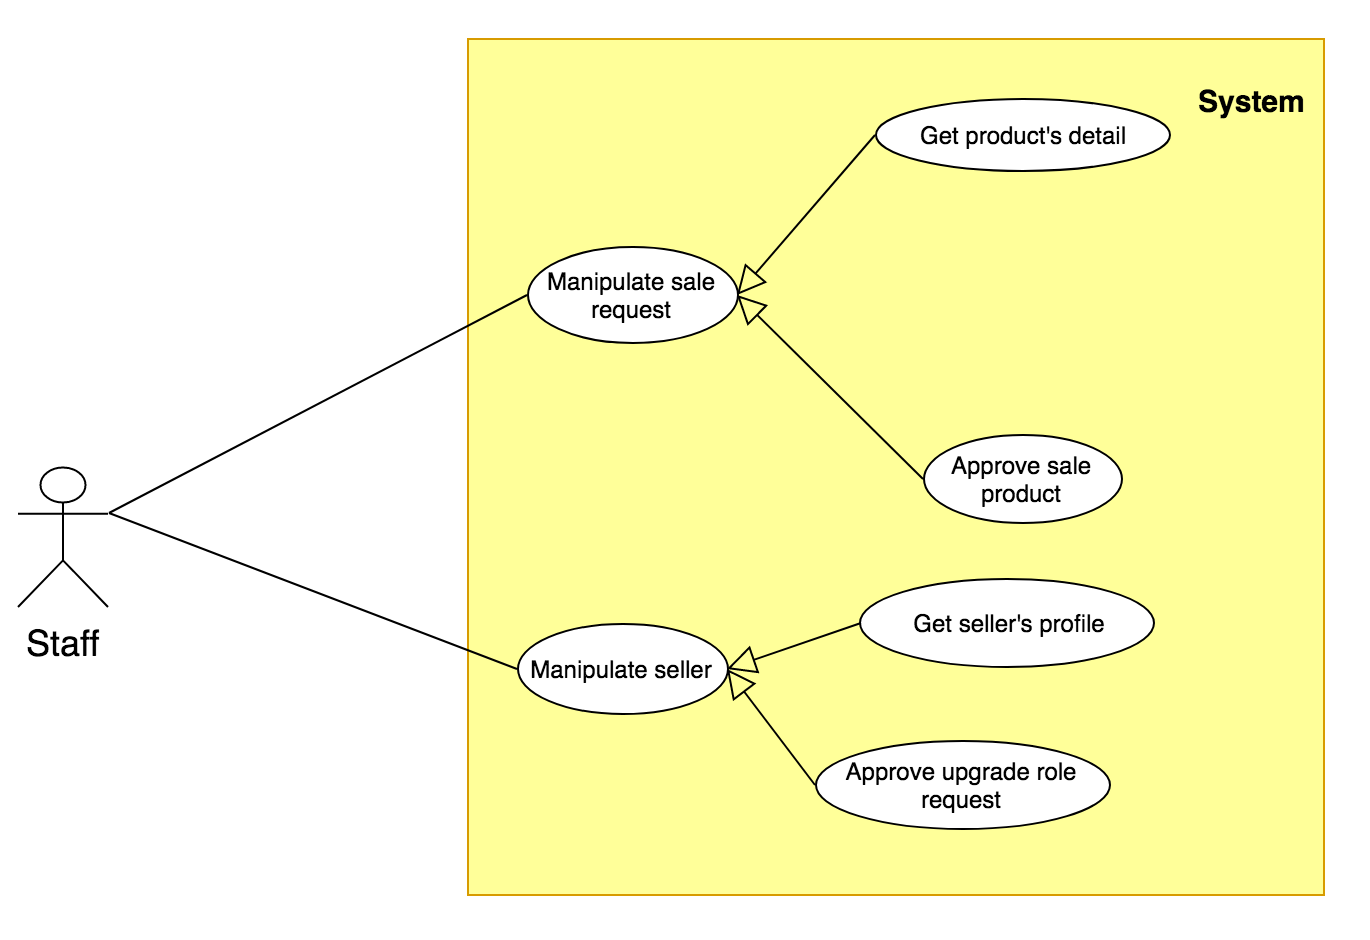 System
Get product's detail
Manipulate sale
request
Approve sale
product
Staff
Get seller's profile
Manipulate seller
Approve upgrade role
request